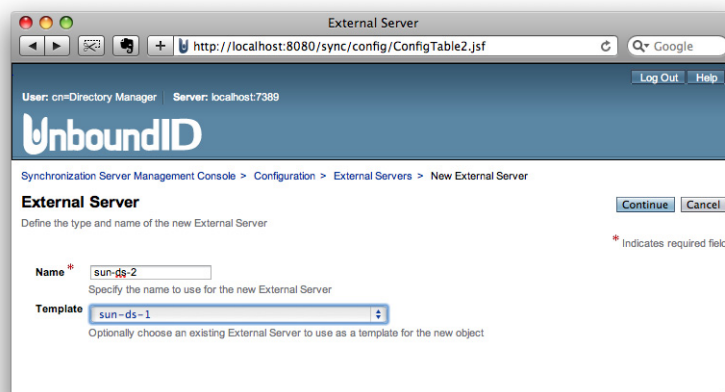 External Server
http://localhost:8080/sync/config/ConfigTable2.jsf
Google
Log Out Help
User: cn=Directory Manager Server: localhost:7389
UnboundID
Synchronization Server Management Console > Configuration > External Servers > New External Server
External Server
Continue Cancel
Define the type and name of the new External Server
* Indicates required field
Name * sun-ds-2
Specify the name to use for the new External Server
Template sun-ds-1
Optionally choose an existing External Server to use as a template for the new object